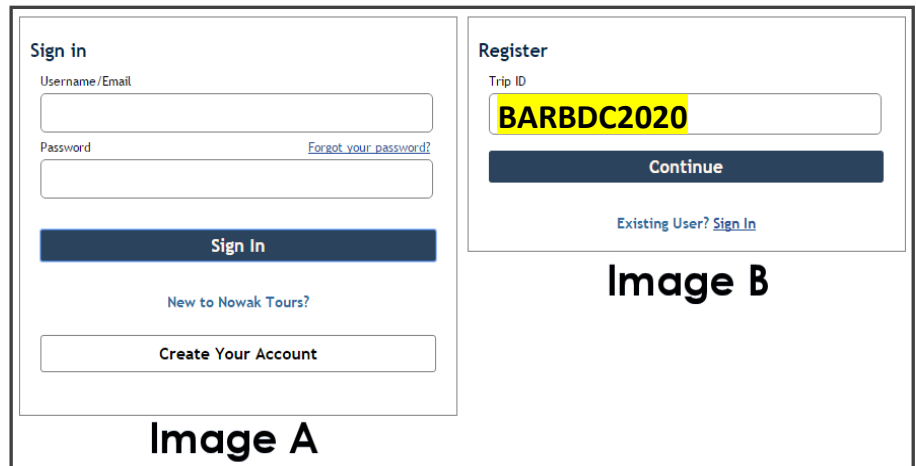 Sign in
Username/Email
Password Forgot your password?
Sign In
New to Nowak Tours?
Create Your Account
Image A
Register
Trip ID
BARBDC2020
Continue
Existing User? Sign In
Image B